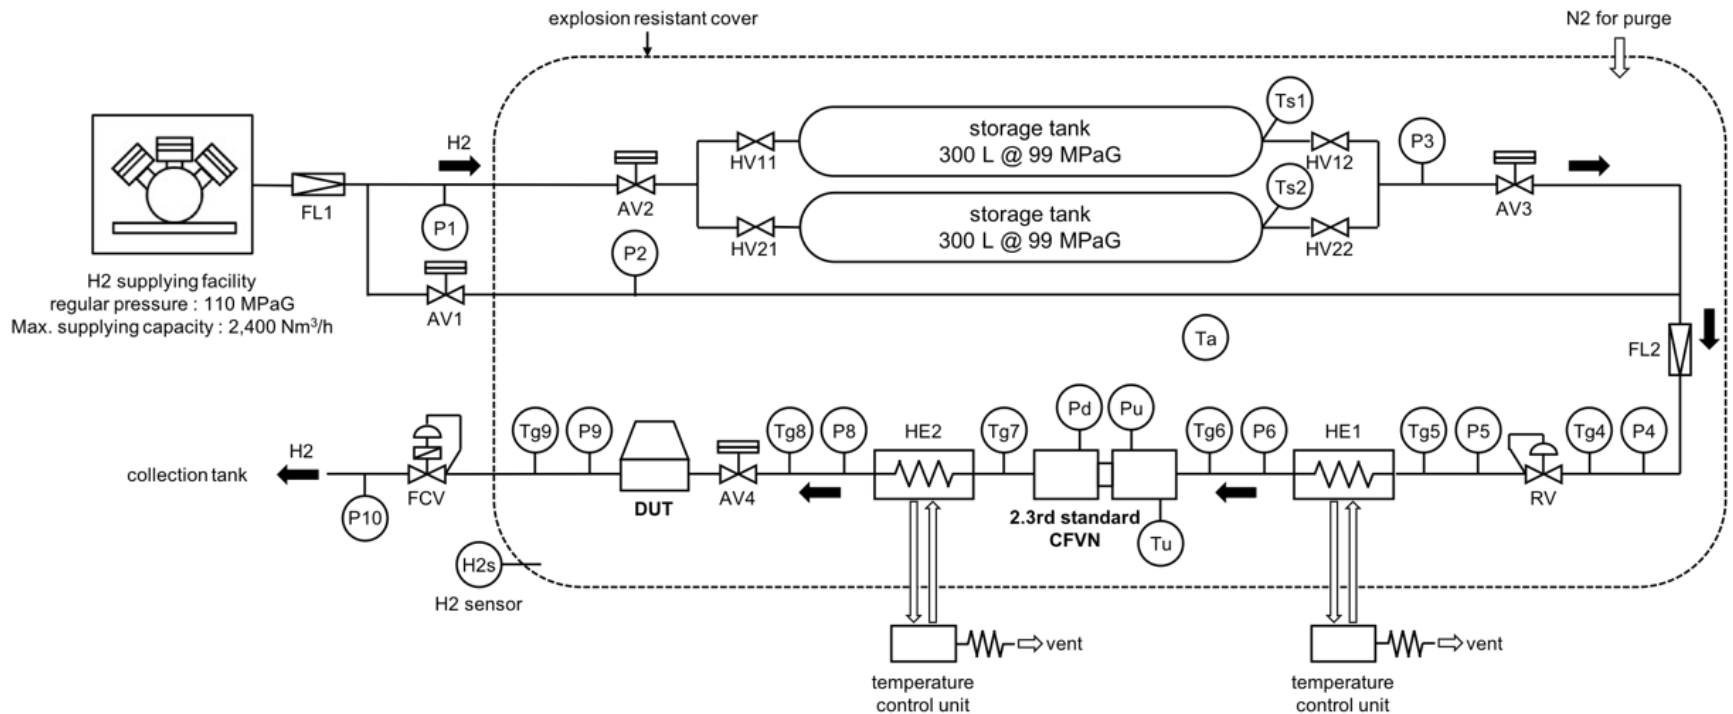 explosion resistant cover
N2 for purge
H2
FL1
P1
AV2
HV11
HV21
storage tank
300 L @ 99 MPaG
storage tank
300 L @ 99 MPaG
Ts1
Ts2
HV12
HV22
P3
AV3
P2
AV1
H2 supplying facility
regular pressure : 110 MPaG
Max. supplying capacity : 2,400 Nm³/h
Ta
FL2
H2
collection tank
P10
FCV
Tg9
P9
DUT
AV4
Tg8
P8
HE2
Tg7
Pd
Pu
2.3rd standard
CFVN
Tu
Tg6
P6
HE1
Tg5
P5
RV
Tg4
P4
H2s
H2 sensor
vent
temperature
control unit
vent
temperature
control unit